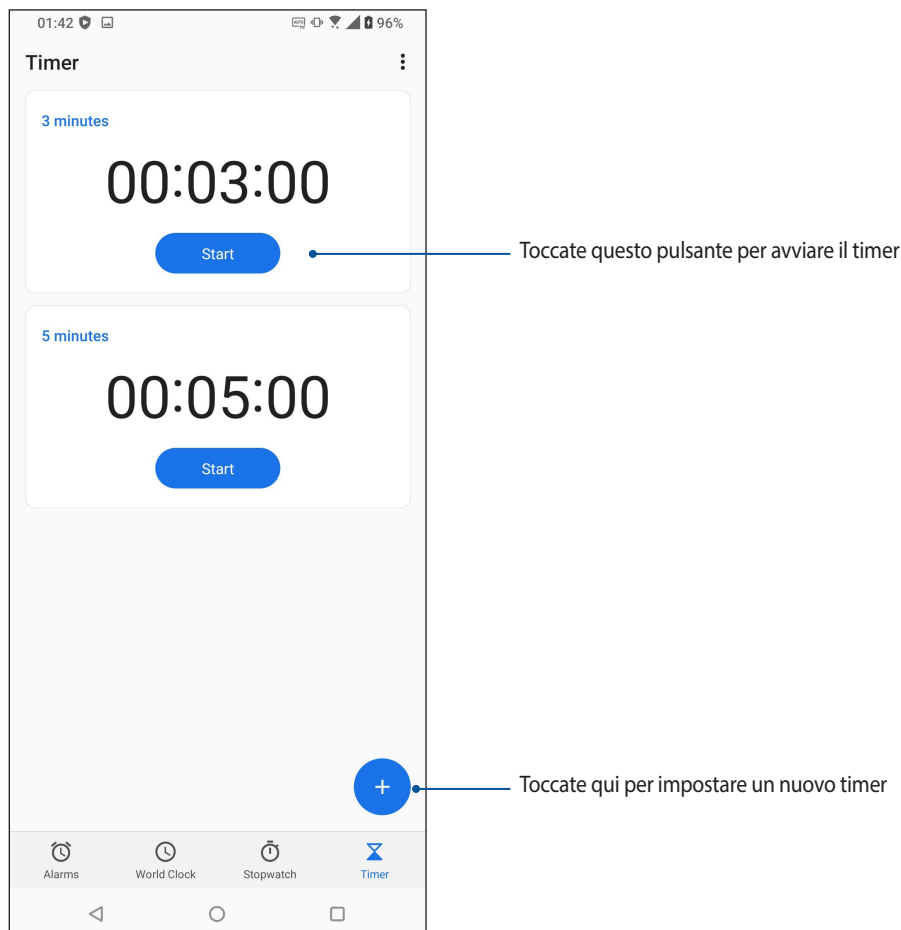 01:42 96%
Timer
3 minutes
00:03:00
Start
Toccate questo pulsante per avviare il timer
5 minutes
00:05:00
Start
+
Toccate qui per impostare un nuovo timer
Alarms World Clock Stopwatch Timer